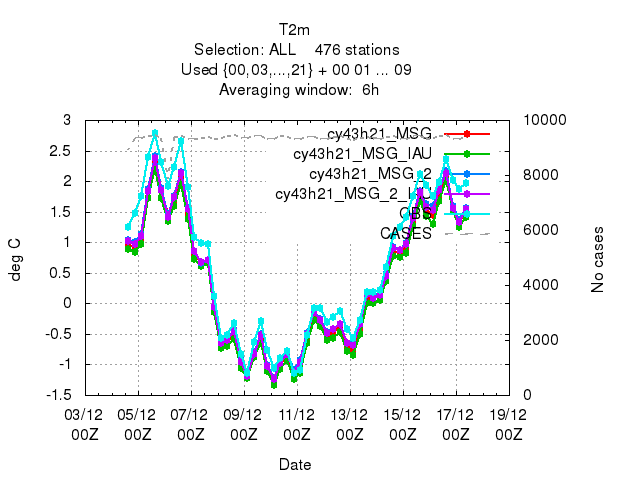 T2m
Selection: ALL 476 stations
Used {00,03,...,21} + 00 01 ... 09
Averaging window: 6h
3
2.5
2
1.5
1
0.5
0
-0.5
-1
-1.5
deg C
10000
8000
6000
4000
2000
0
No cases
cy43h21_MSG
cy43h21_MSG_IAU
cy43h21_MSG_2
OBS
CASES
03/12 05/12 07/12 09/12 11/12 13/12 15/12 17/12 19/12
00Z 00Z 00Z 00Z 00Z 00Z 00Z 00Z 00Z
Date